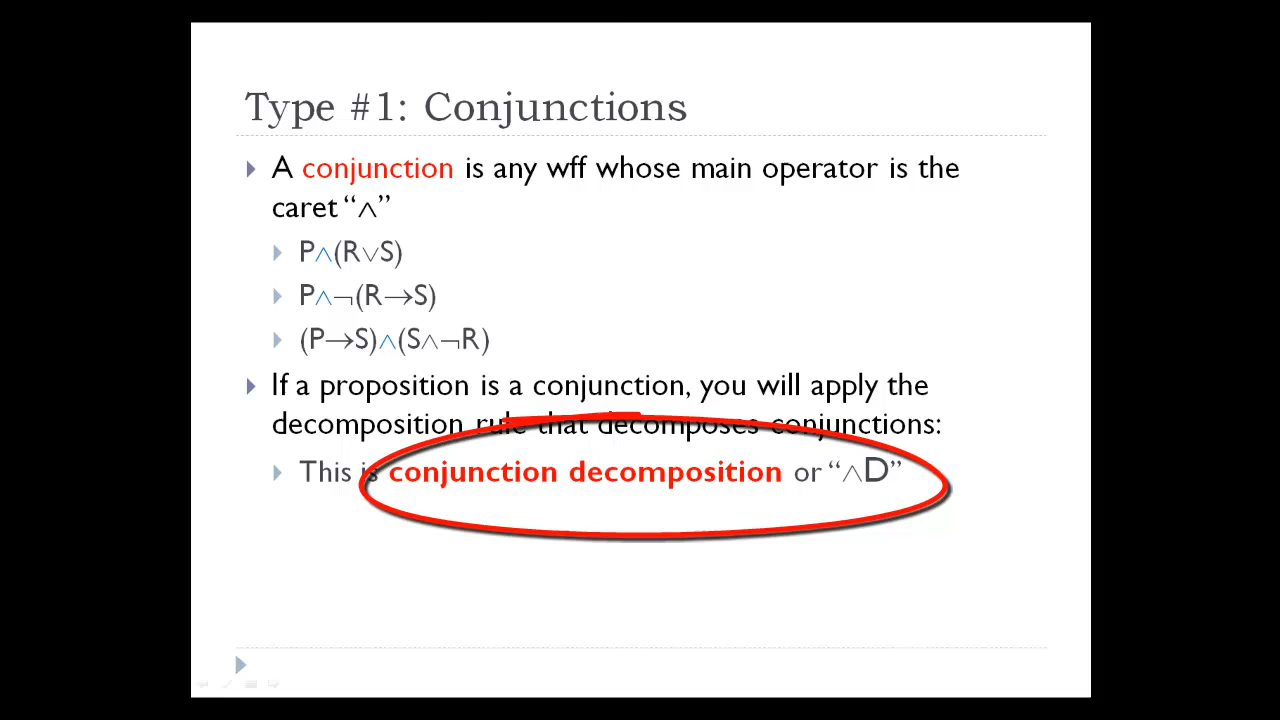 Type #1: Conjunctions
A conjunction is any wff whose main operator is the
caret “∧”
P∧(R∨S)
P∧¬(R→S)
(P→S)∧(S∧¬R)
If a proposition is a conjunction, you will apply the
decomposition rule that decomposes conjunctions:
This is conjunction decomposition or “∧D”